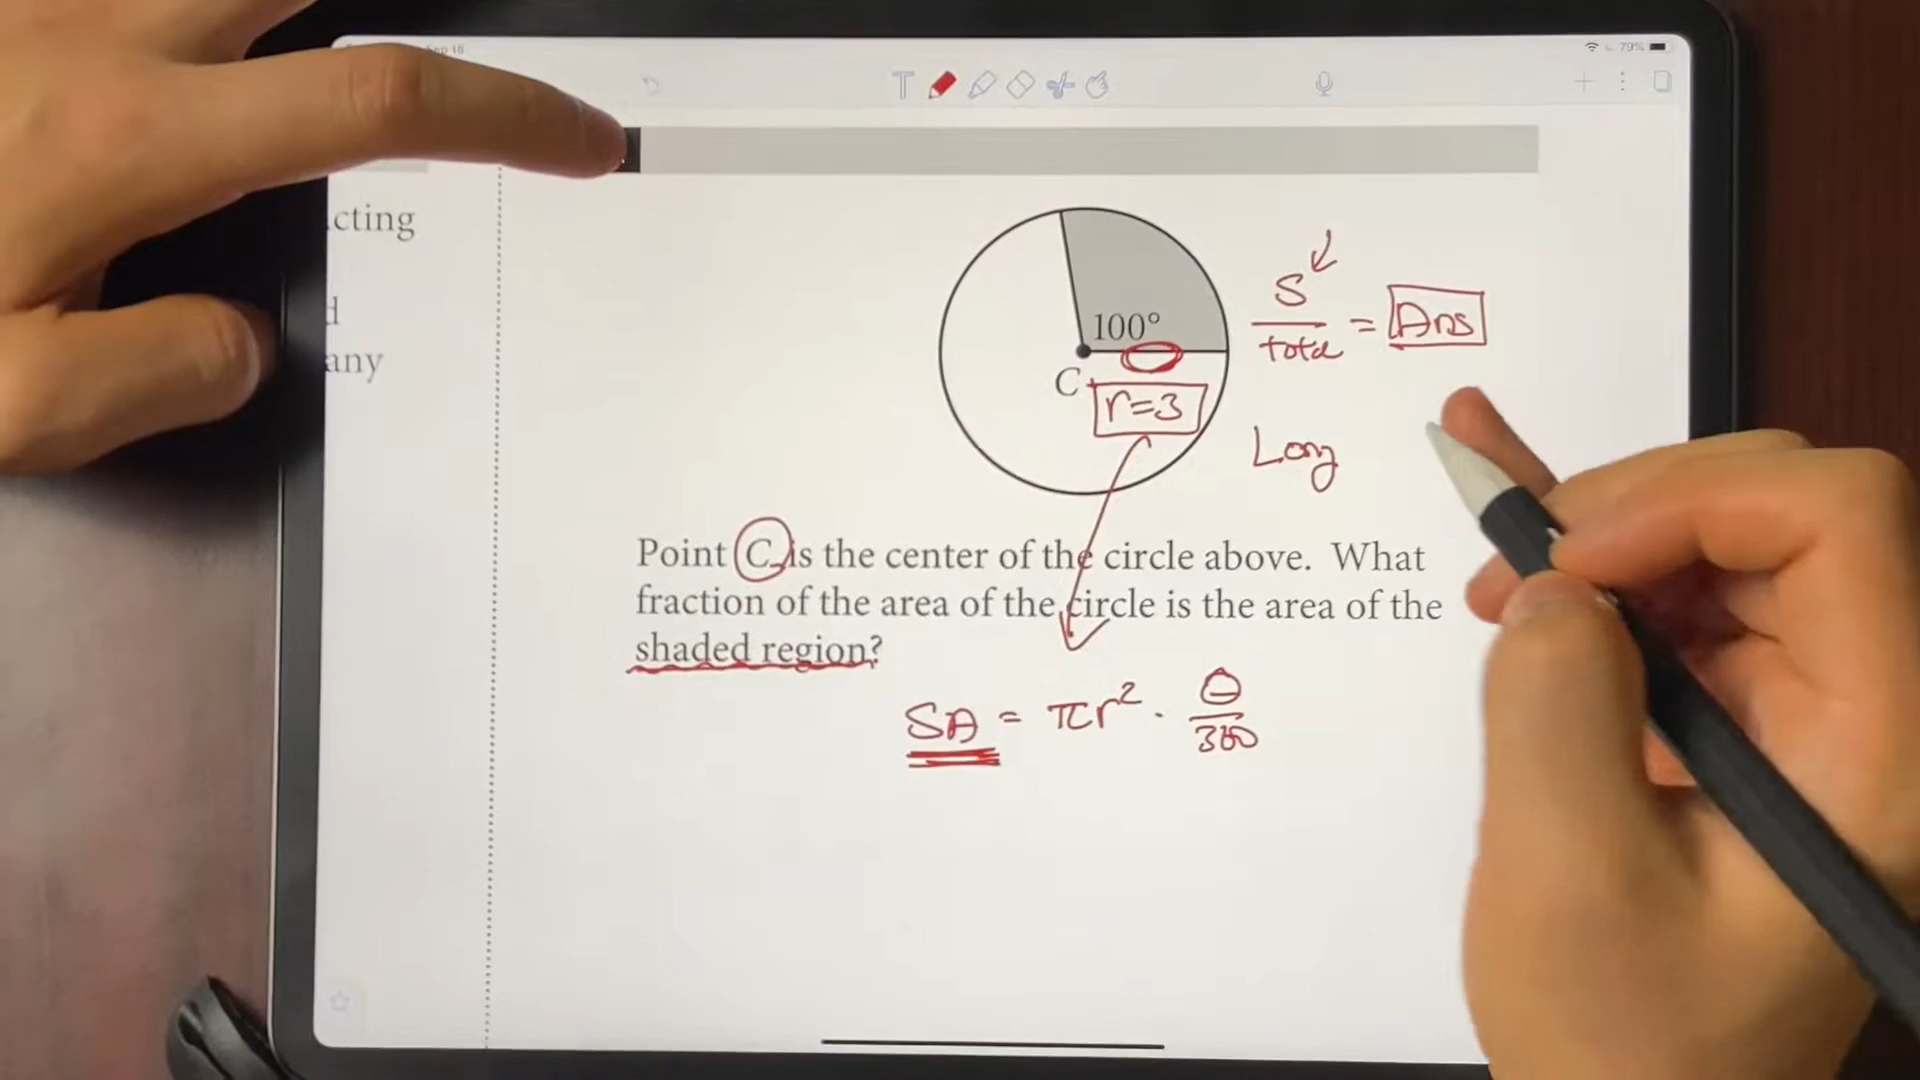 79%
T
cting
any
100°
C
r=3
S
total
= Ans
Long
Point C is the center of the circle above. What
fraction of the area of the circle is the area of the
shaded region?
SA = πr² · θ/360